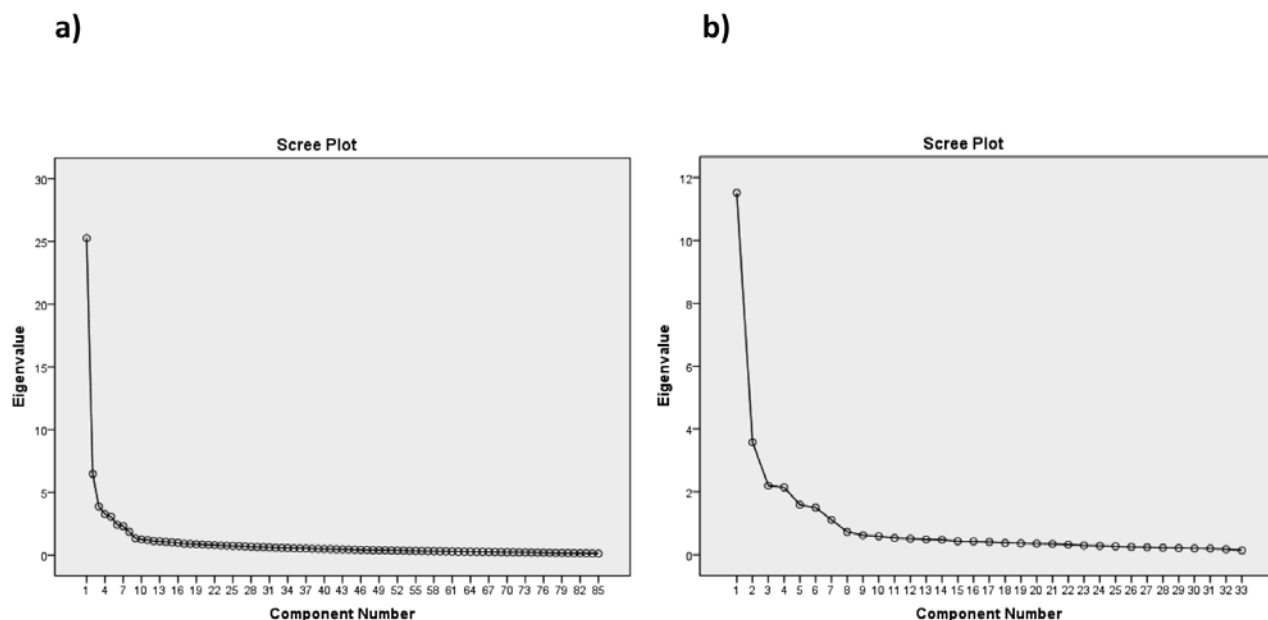 a)
b)
Scree Plot
30
25
20
15
10
5
0
Eigenvalue
1 4 7 10 13 16 19 22 25 28 31 34 37 40 43 46 49 52 55 58 61 64 67 70 73 76 79 82 85
Component Number
Scree Plot
12
10
8
6
4
2
0
Eigenvalue
1 2 3 4 5 6 7 8 9 10 11 12 13 14 15 16 17 18 19 20 21 22 23 24 25 26 27 28 29 30 31 32 33
Component Number